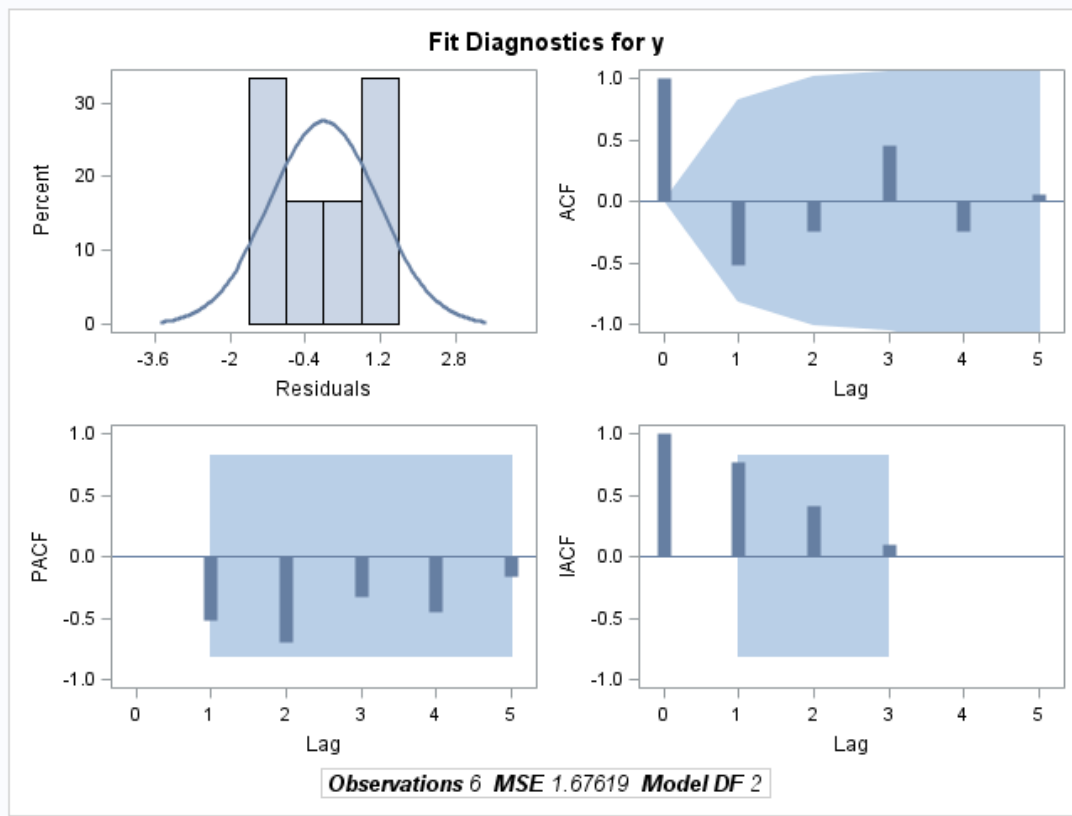 Fit Diagnostics for y
Percent
30
20
10
0
-3.6 -2 -0.4 1.2 2.8
Residuals
ACF
1.0
0.5
0.0
-0.5
-1.0
0 1 2 3 4 5
Lag
PACF
1.0
0.5
0.0
-0.5
-1.0
0 1 2 3 4 5
Lag
IACF
1.0
0.5
0.0
-0.5
-1.0
0 1 2 3 4 5
Lag
Observations 6 MSE 1.67619 Model DF 2